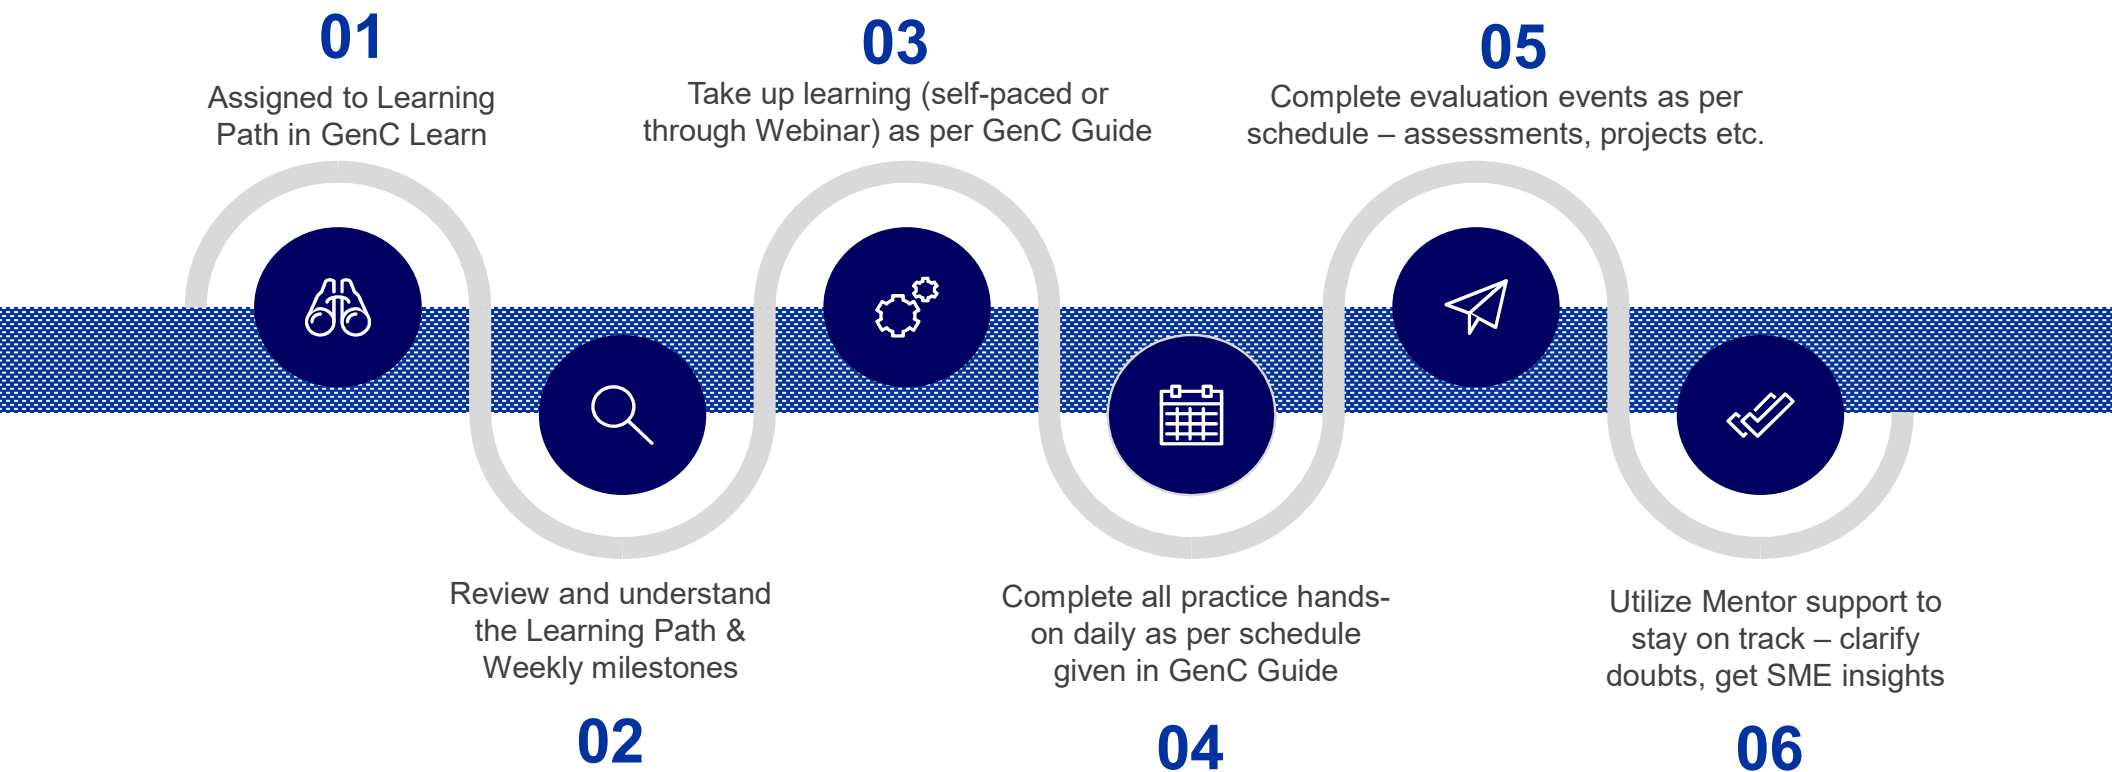 01
Assigned to Learning
Path in GenC Learn
Review and understand
the Learning Path &
Weekly milestones
02
03
Take up learning (self-paced or
through Webinar) as per GenC Guide
Complete all practice hands-
on daily as per schedule
given in GenC Guide
04
05
Complete evaluation events as per
schedule – assessments, projects etc.
Utilize Mentor support to
stay on track – clarify
doubts, get SME insights
06